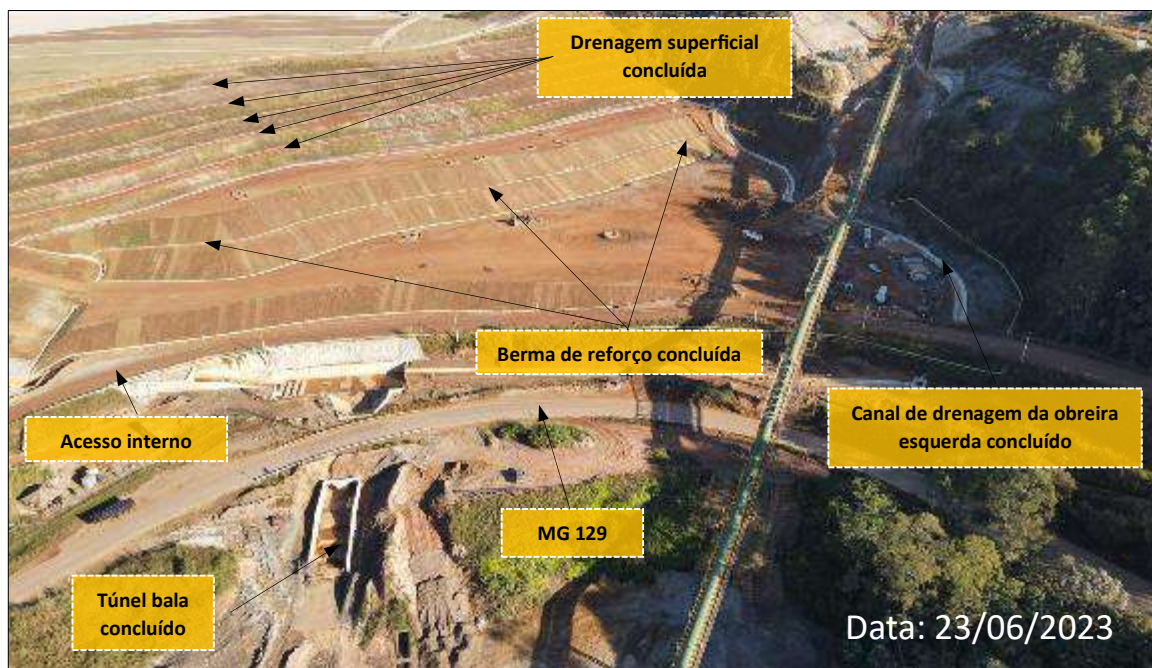 Drenagem superficial
concluída
Berma de reforço concluída
Acesso interno
Canal de drenagem da obreira
esquerda concluído
MG 129
Túnel bala
concluído
Data: 23/06/2023